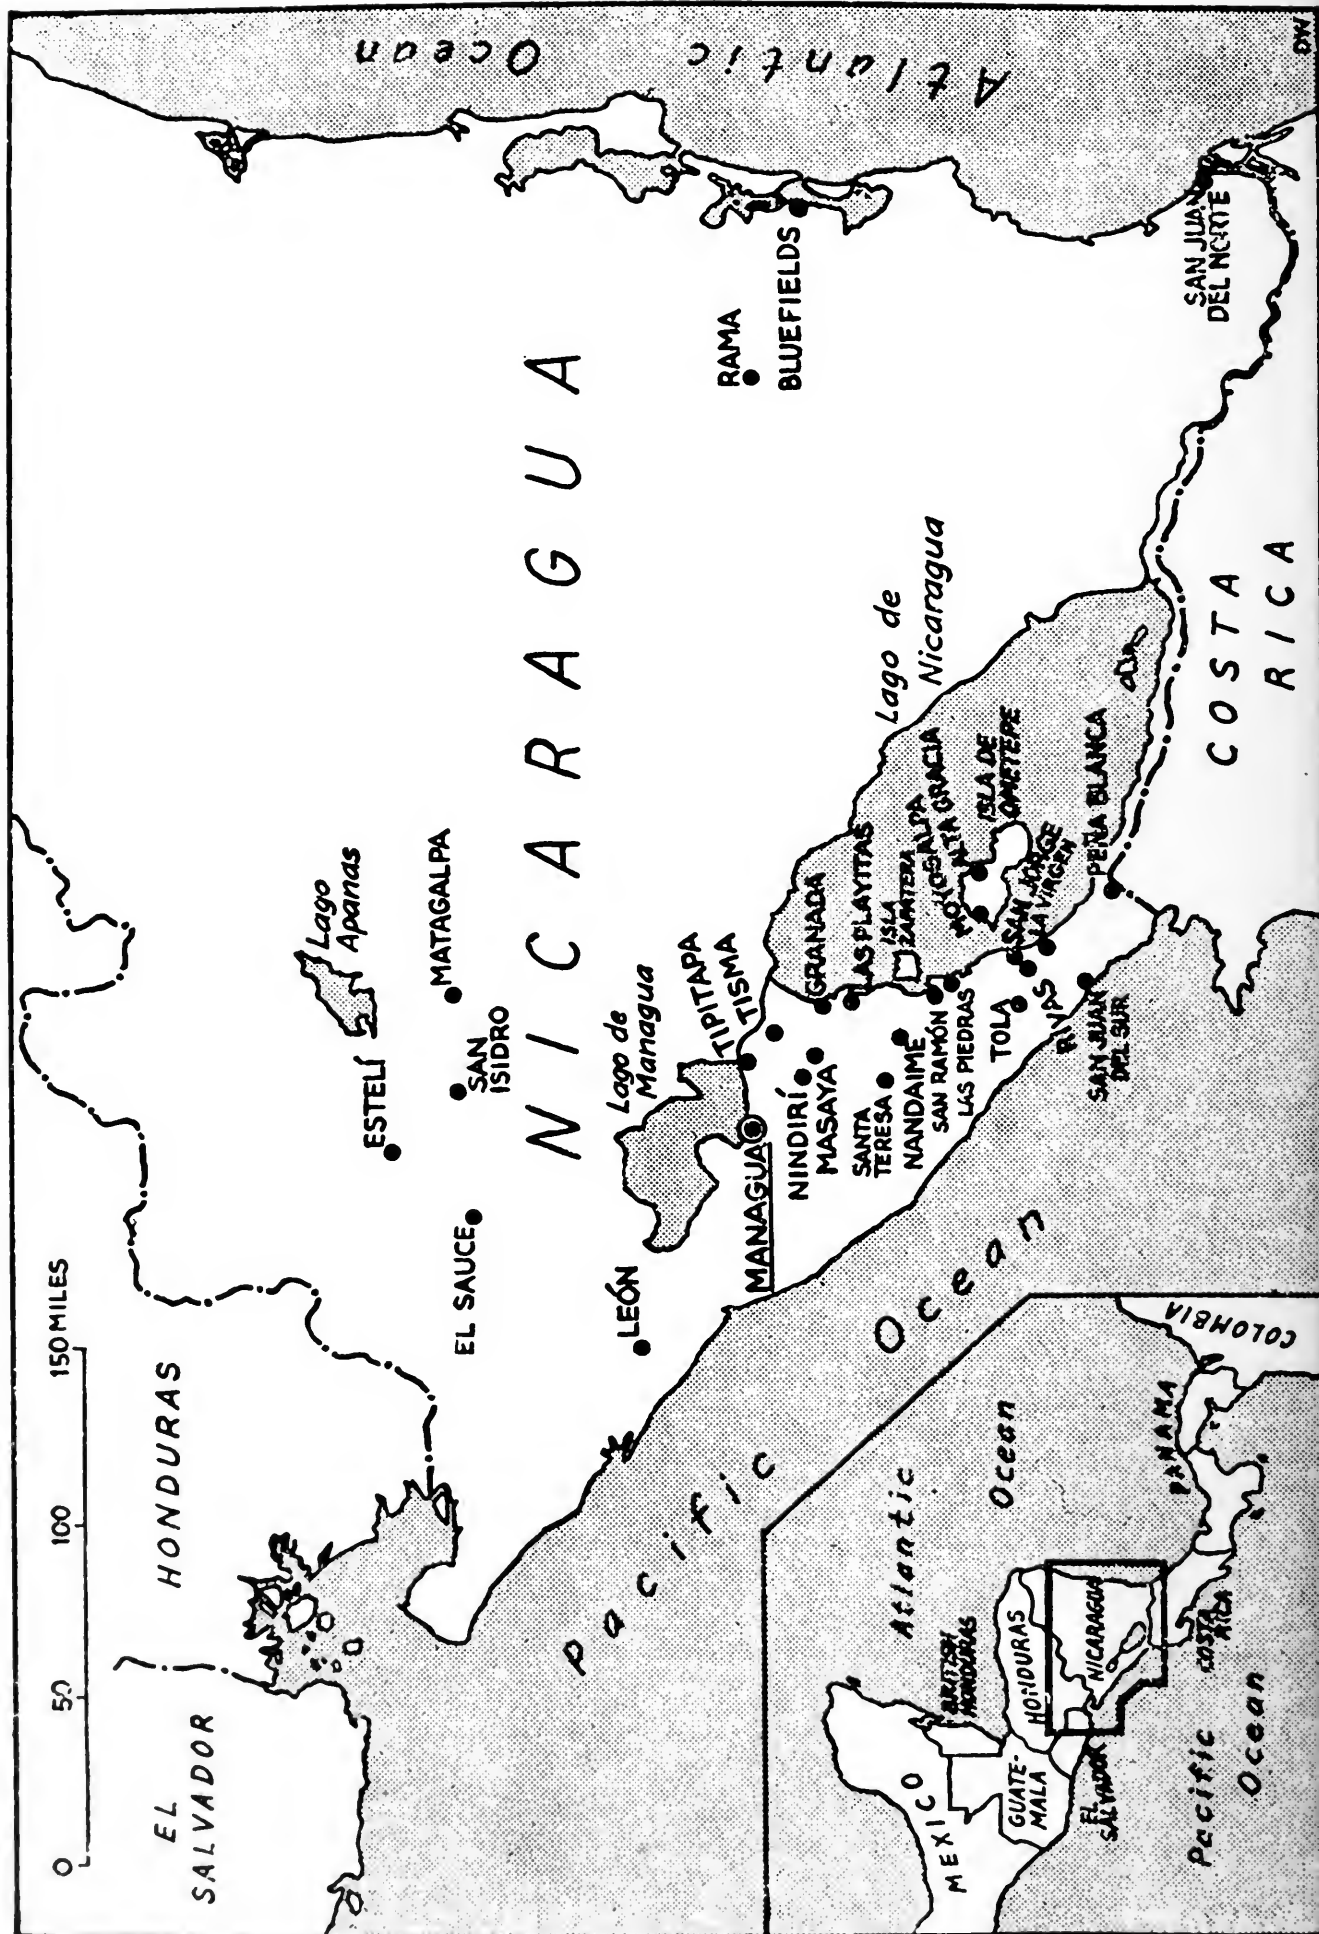 0 50 100 150 MILES
EL
SALVADOR
HONDURAS
Atlantic Ocean
NICARAGUA
Lago
Apanas
ESTELÍ
MATAGALPA
SAN
ISIDRO
EL SAUCE
LEÓN
Lago de
Managua
TIPITAPA
TISMA
MANAGUA
NINDIRÍ
MASAYA
GRANADA
LAS PLAYITAS
SANTA
TERESA
NANDAIME
ISLA
ZAPATERA
SAN RAMÓN
LAS PIEDRAS
MOYOGALPA
ALTA GRACIA
ISLA DE
OMETEPE
TOLA
RIVAS
SAN JORGE
LA VIRGEN
SAN JUAN
DEL SUR
PEÑA BLANCA
Lago de
Nicaragua
RAMA
BLUEFIELDS
SAN JUAN
DEL NORTE
COSTA
RICA
Pacific Ocean
DW
MEXICO
BRITISH
HONDURAS
GUATE-
MALA
HONDURAS
EL
SALVADOR
NICARAGUA
COSTA
RICA
PANAMA
COLOMBIA
Atlantic
Ocean
Pacific
Ocean